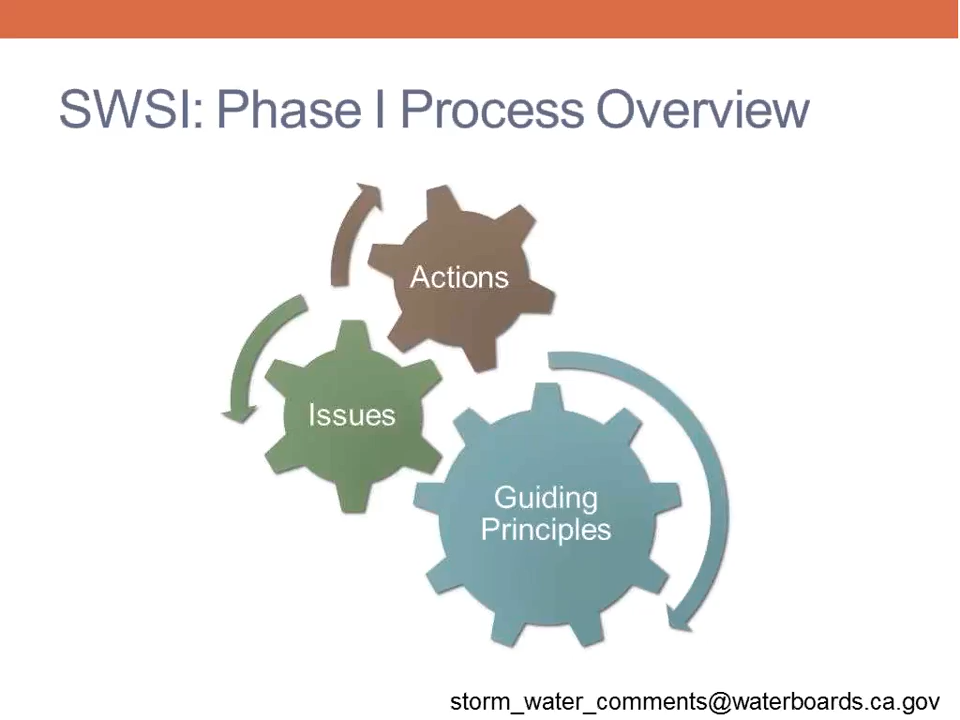 SWSI: Phase I Process Overview
Actions
Issues
Guiding
Principles
storm_water_comments@waterboards.ca.gov